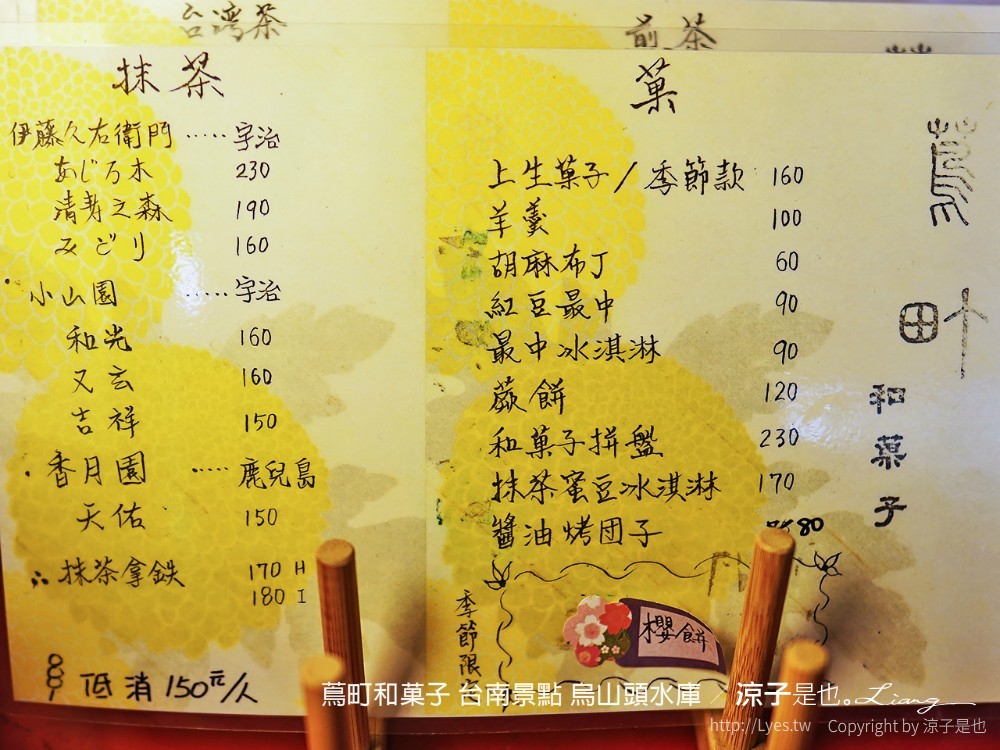 台灣茶
煎茶
抹茶
伊藤久右衛門 ‥‥‥ 宇治
あじろ木 230
清寿之森 190
みどり 160
・小山園 ‥‥‥ 宇治
和光 160
又玄 160
吉祥 150
・香月園 ‥‥‥ 鹿兒島
天佑 150
抹茶拿鉄 170 H
180 I
低消150元/人
菓
上生菓子/季節款 160
羊羹 100
胡麻布丁 60
紅豆最中 90
最中冰淇淋 90
蕨餅 120
和菓子拼盤 230
抹茶蜜豆冰淇淋 170
醬油烤団子 80
季節限
櫻餅
蔦町
和菓子
蔦町和菓子 台南景點 烏山頭水庫 / 涼子是也。Liang
http://Lyes.tw Copyright by 涼子是也